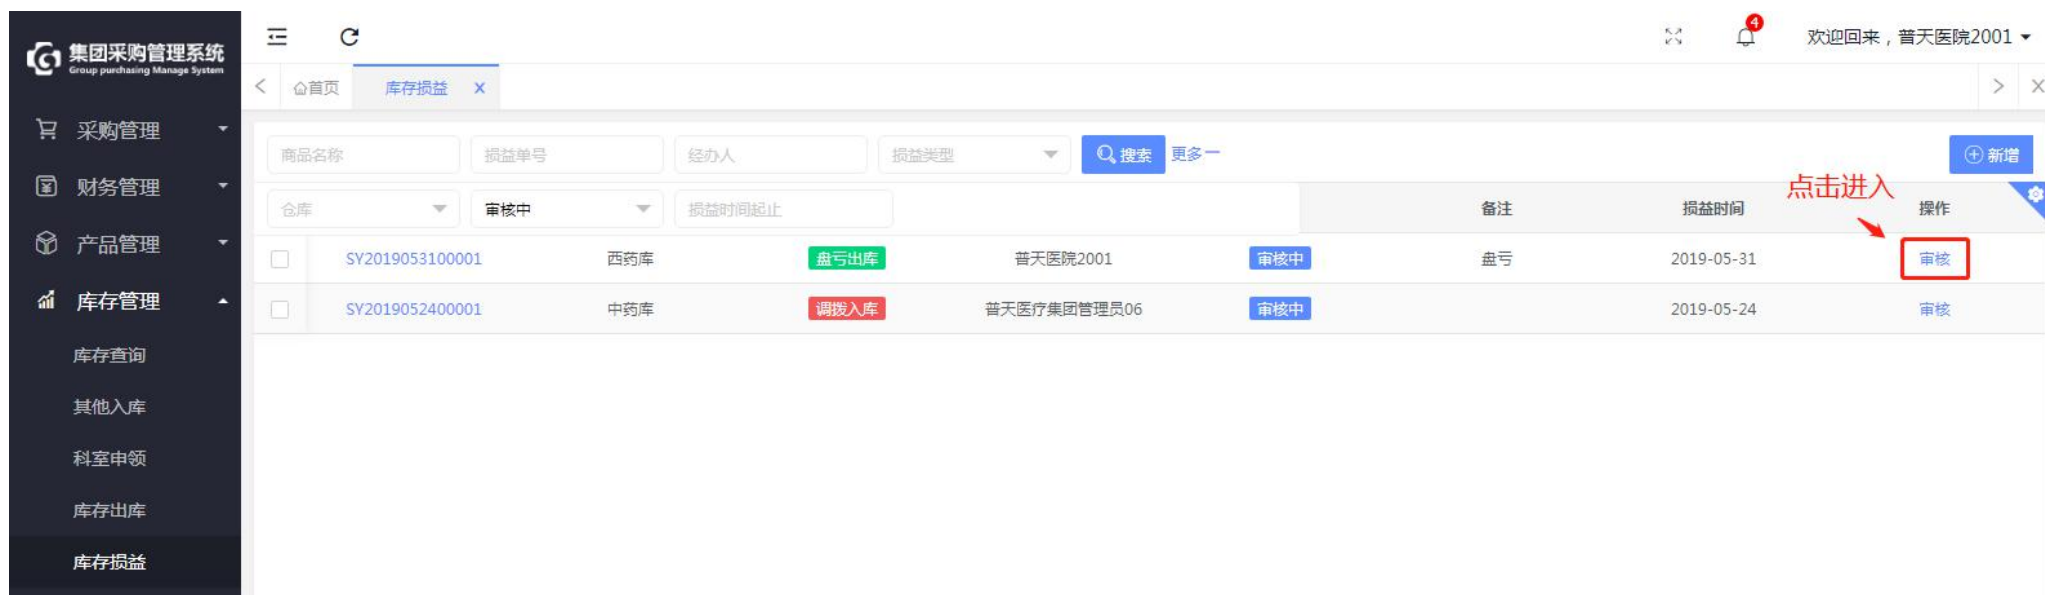 集团采购管理系统
Group purchasing Manage System
4
欢迎回来，普天医院2001
首页
库存损益 X
采购管理
财务管理
产品管理
库存管理
库存查询
其他入库
科室申领
库存出库
库存损益
商品名称 损益单号 经办人 损益类型 搜索 更多一 新增
点击进入
仓库 审核中 损益时间起止 备注 损益时间 操作
SY2019053100001 西药库 盘亏出库 普天医院2001 审核中 盘亏 2019-05-31 审核
SY2019052400001 中药库 调拨入库 普天医疗集团管理员06 审核中 2019-05-24 审核